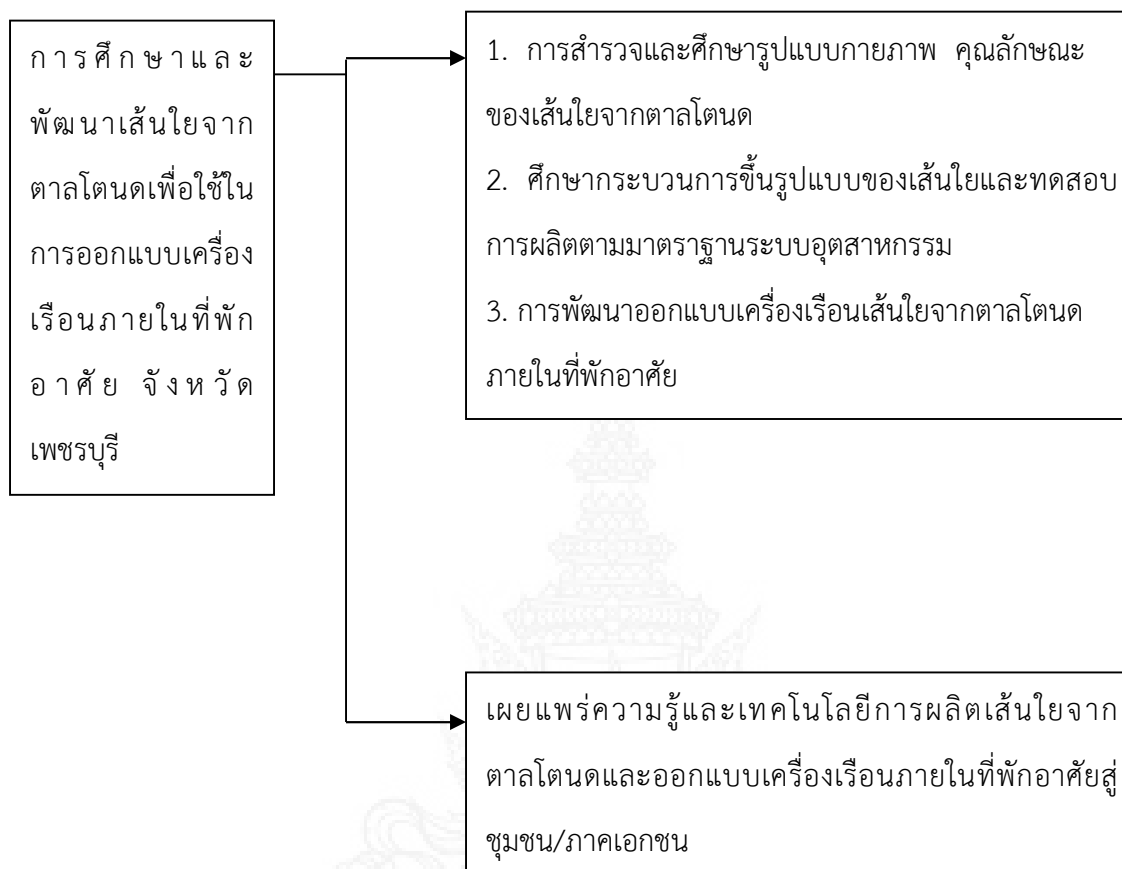 การศึกษาและ
พัฒนาเส้นใยจาก
ตาลโตนดเพื่อใช้ใน
การออกแบบเครื่อง
เรือนภายในที่พัก
อาศัย จังหวัด
เพชรบุรี
1. การสำรวจและศึกษารูปแบบกายภาพ คุณลักษณะ
ของเส้นใยจากตาลโตนด
2. ศึกษากระบวนการขึ้นรูปแบบของเส้นใยและทดสอบ
การผลิตตามมาตราฐานระบบอุตสาหกรรม
3. การพัฒนาออกแบบเครื่องเรือนเส้นใยจากตาลโตนด
ภายในที่พักอาศัย
เผยแพร่ความรู้และเทคโนโลยีการผลิตเส้นใยจาก
ตาลโตนดและออกแบบเครื่องเรือนภายในที่พักอาศัยสู่
ชุมชน/ภาคเอกชน